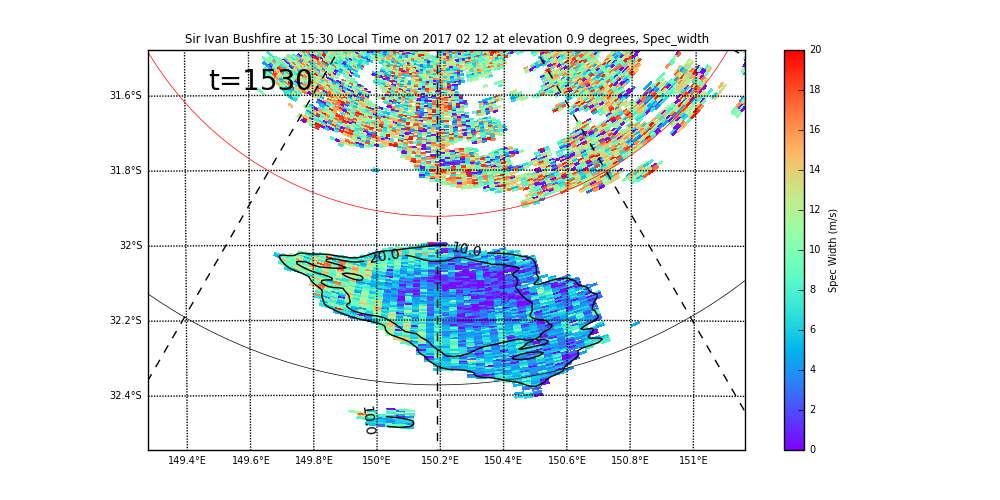 Sir Ivan Bushfire at 15:30 Local Time on 2017 02 12 at elevation 0.9 degrees, Spec_width
t=1530
31.6°S
31.8°S
32°S
32.2°S
32.4°S
20.0
10.0
10.0
149.4°E 149.6°E 149.8°E 150°E 150.2°E 150.4°E 150.6°E 150.8°E 151°E
20
18
16
14
12
10
8
6
4
2
0
Spec Width (m/s)